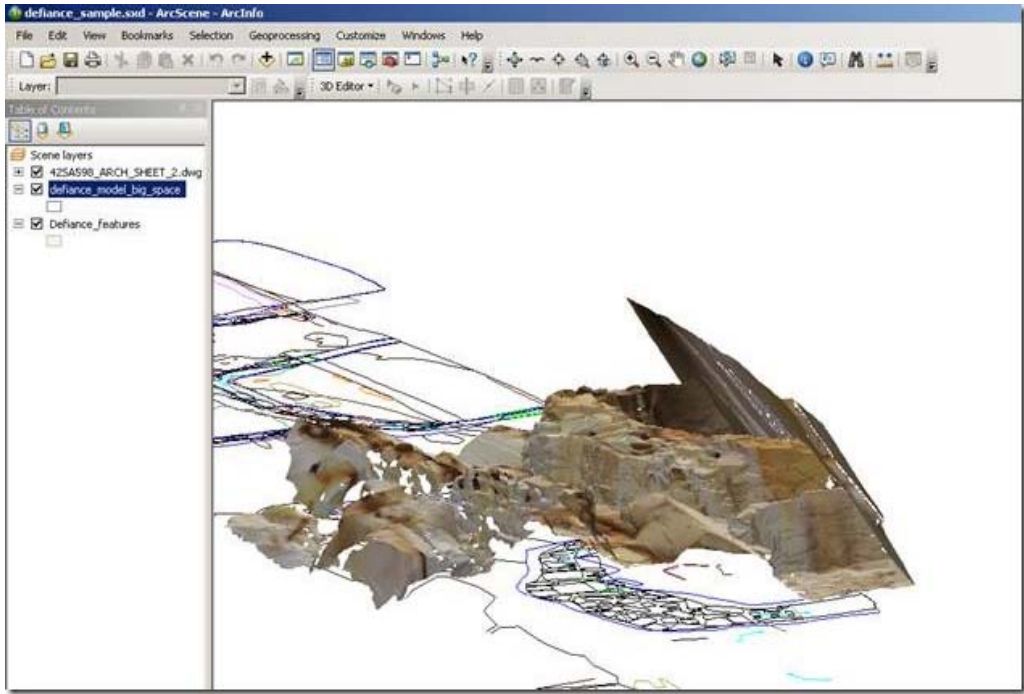 defiance_sample.sxd - ArcScene - ArcInfo
File Edit View Bookmarks Selection Geoprocessing Customize Windows Help
Layer: 3D Editor
Table of Contents
Scene layers
42SA598_ARCH_SHEET_2.dwg
defiance_model_big_space
Defiance_features